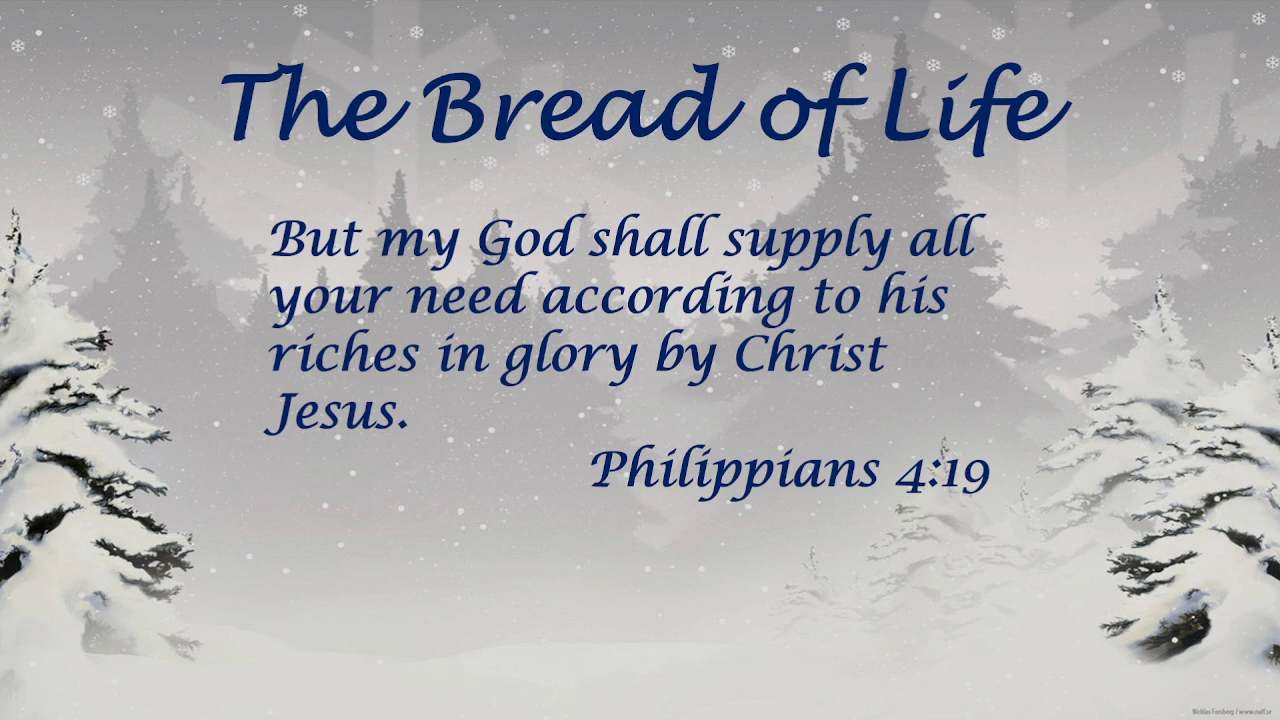 The Bread of Life
But my God shall supply all
your need according to his
riches in glory by Christ
Jesus.
Philippians 4:19